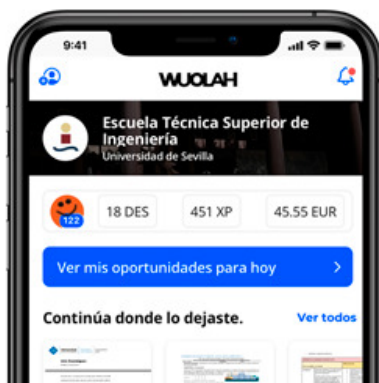 9:41
WUOLAH
Escuela Técnica Superior de
Ingeniería
Universidad de Sevilla
122
18 DES
451 XP
45.55 EUR
Ver mis oportunidades para hoy
Continúa donde lo dejaste.
Ver todos